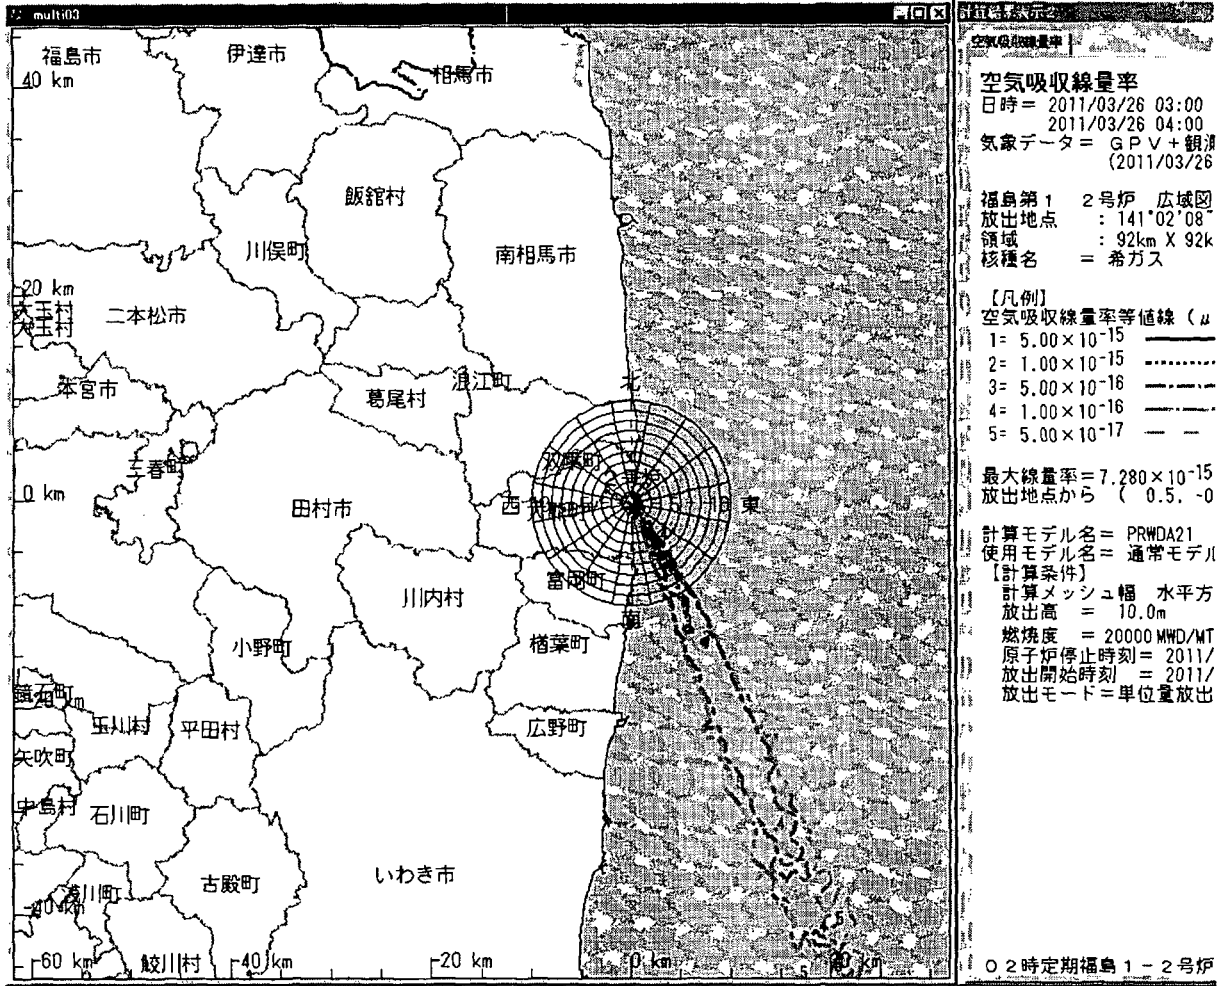 multi03
福島市
伊達市
相馬市
40 km
飯舘村
川俣町
南相馬市
20 km
大玉村
大玉村
二本松市
本宮市
葛尾村
浪江町
北
三春町
双葉町
0 km
田村市
西
10
東
富岡町
川内村
南
小野町
楢葉町
鏡石町
玉川村
平田村
広野町
矢吹町
中島村
石川町
浅川町
古殿町
いわき市
-40 km
鮫川村
-60 km
-40 km
-20 km
0 km
20 km
5
5
計算結果表示2
空気吸収線量率
空気吸収線量率
日時= 2011/03/26 03:00
2011/03/26 04:00
気象データ= GPV+観測
(2011/03/26
福島第1 2号炉 広域図
放出地点 : 141°02'08"
領域 : 92km X 92k
核種名 = 希ガス
【凡例】
空気吸収線量率等値線 (μ
1= 5.00×10⁻¹⁵
2= 1.00×10⁻¹⁵
3= 5.00×10⁻¹⁶
4= 1.00×10⁻¹⁶
5= 5.00×10⁻¹⁷
最大線量率=7.280×10⁻¹⁵
放出地点から ( 0.5, -0
計算モデル名= PRWDA21
使用モデル名= 通常モデル
【計算条件】
計算メッシュ幅 水平方
放出高 = 10.0m
燃焼度 = 20000MWD/MT
原子炉停止時刻= 2011/
放出開始時刻 = 2011/
放出モード=単位量放出
02時定期福島1-2号炉